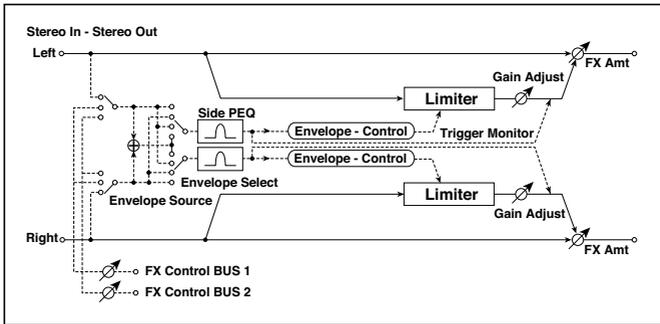 Stereo In - Stereo Out
Left
FX Amt
Gain Adjust
Limiter
Side PEQ
Envelope - Control
Trigger Monitor
Envelope - Control
Envelope Select
Envelope Source
Limiter
Gain Adjust
Right
FX Amt
FX Control BUS 1
FX Control BUS 2